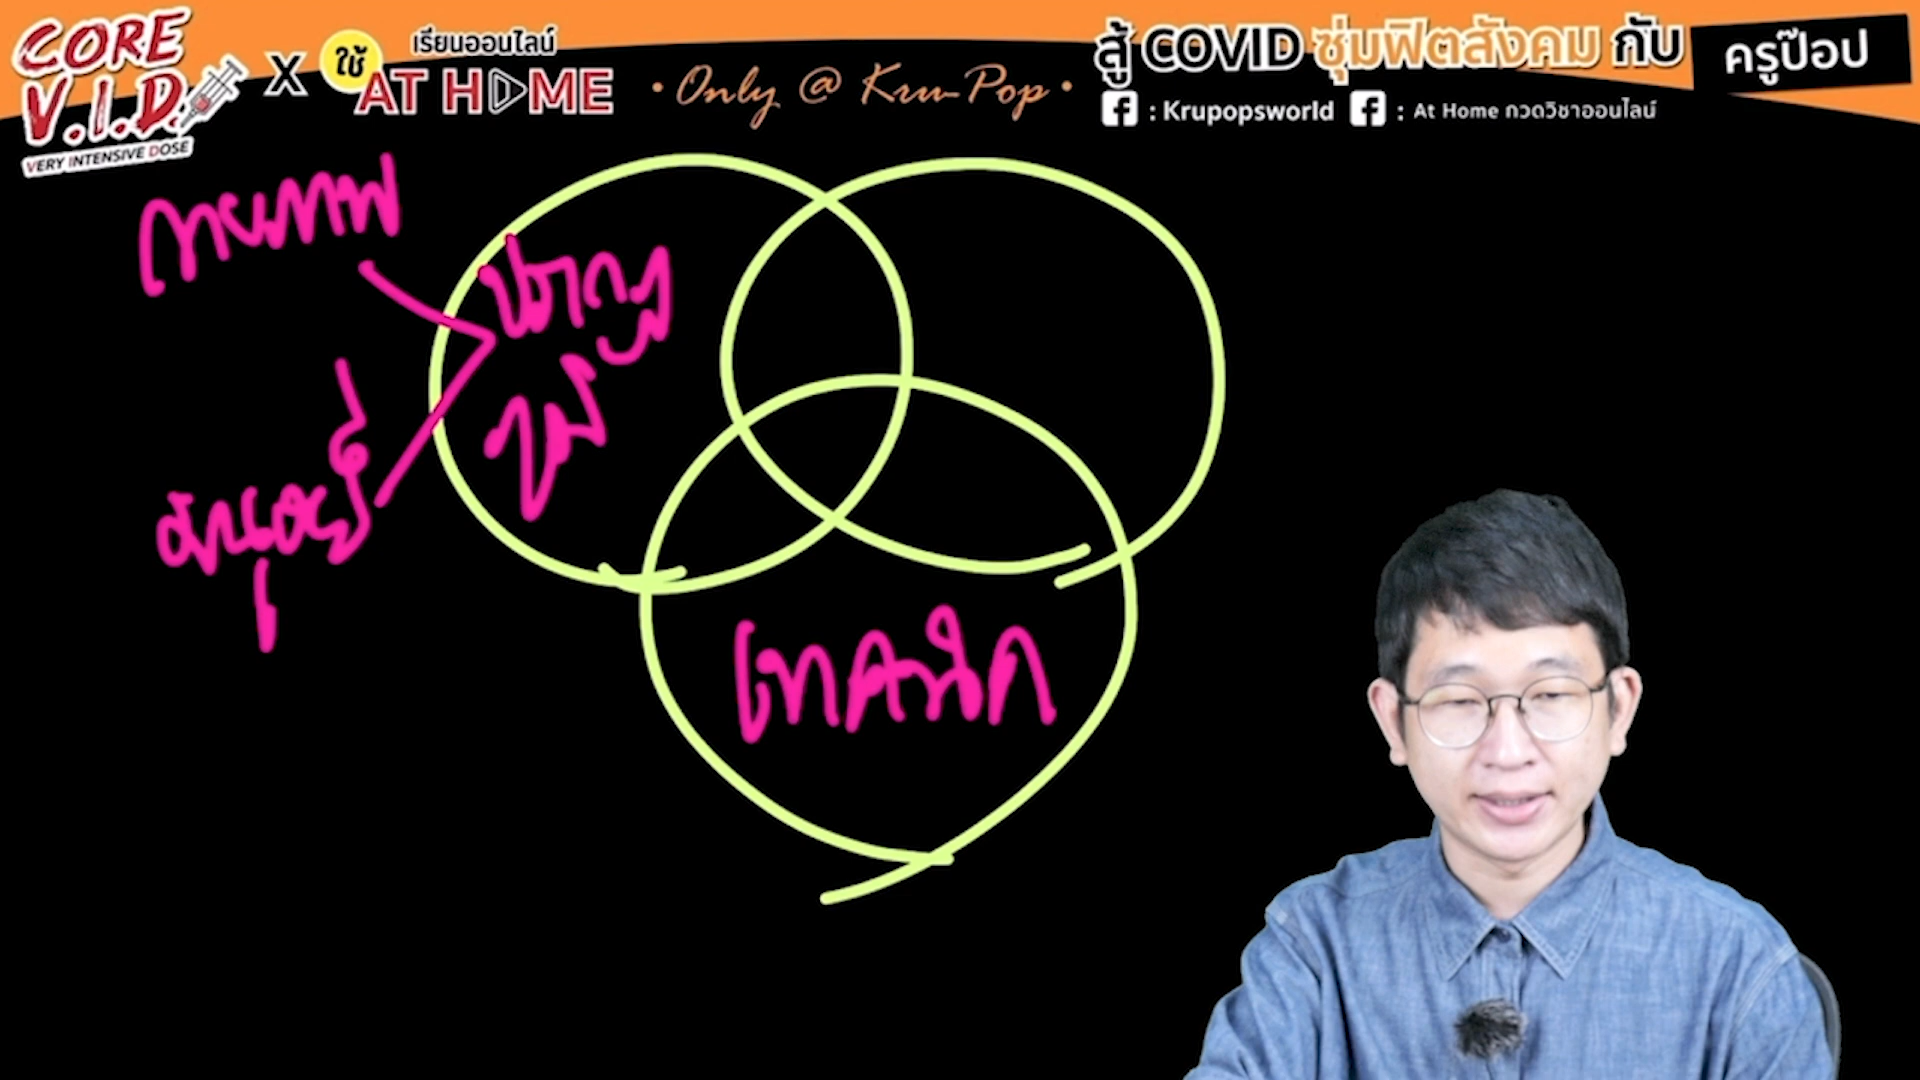 CORE
V.I.D.
VERY INTENSIVE DOSE
X
ใช้
เรียนออนไลน์
AT HOME
• Only @ Kru-Pop •
สู้ COVID ซุ่มฟิตสังคม กับ
ครูป๊อป
: Krupopsworld
: At Home กวดวิชาออนไลน์
กายภาพ
ปรากฏ
มนุษย์
เทคนิค